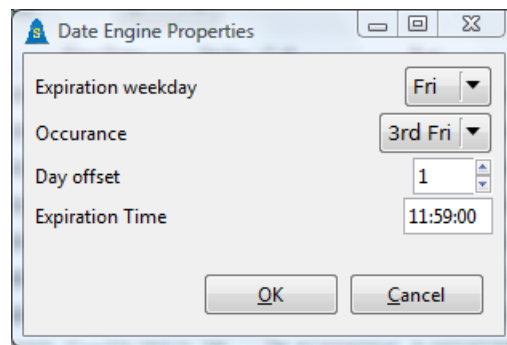 Date Engine Properties
Expiration weekday Fri
Occurance 3rd Fri
Day offset 1
Expiration Time 11:59:00
OK Cancel